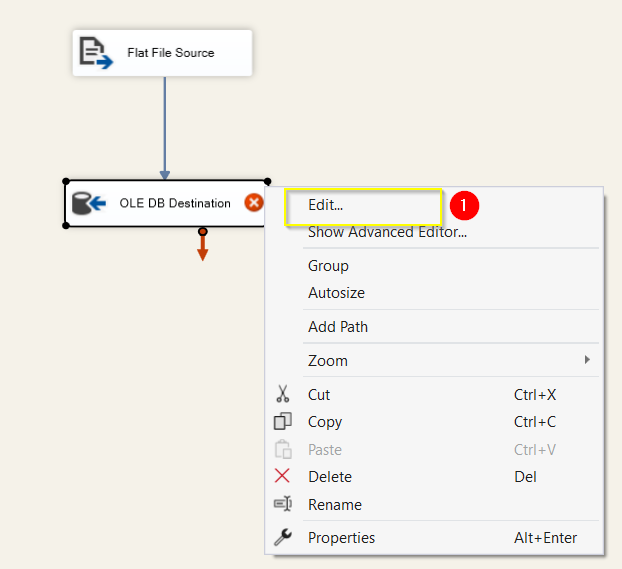 Flat File Source
OLE DB Destination
Edit...
1
Show Advanced Editor...
Group
Autosize
Add Path
Zoom
Cut Ctrl+X
Copy Ctrl+C
Paste Ctrl+V
Delete Del
Rename
Properties Alt+Enter